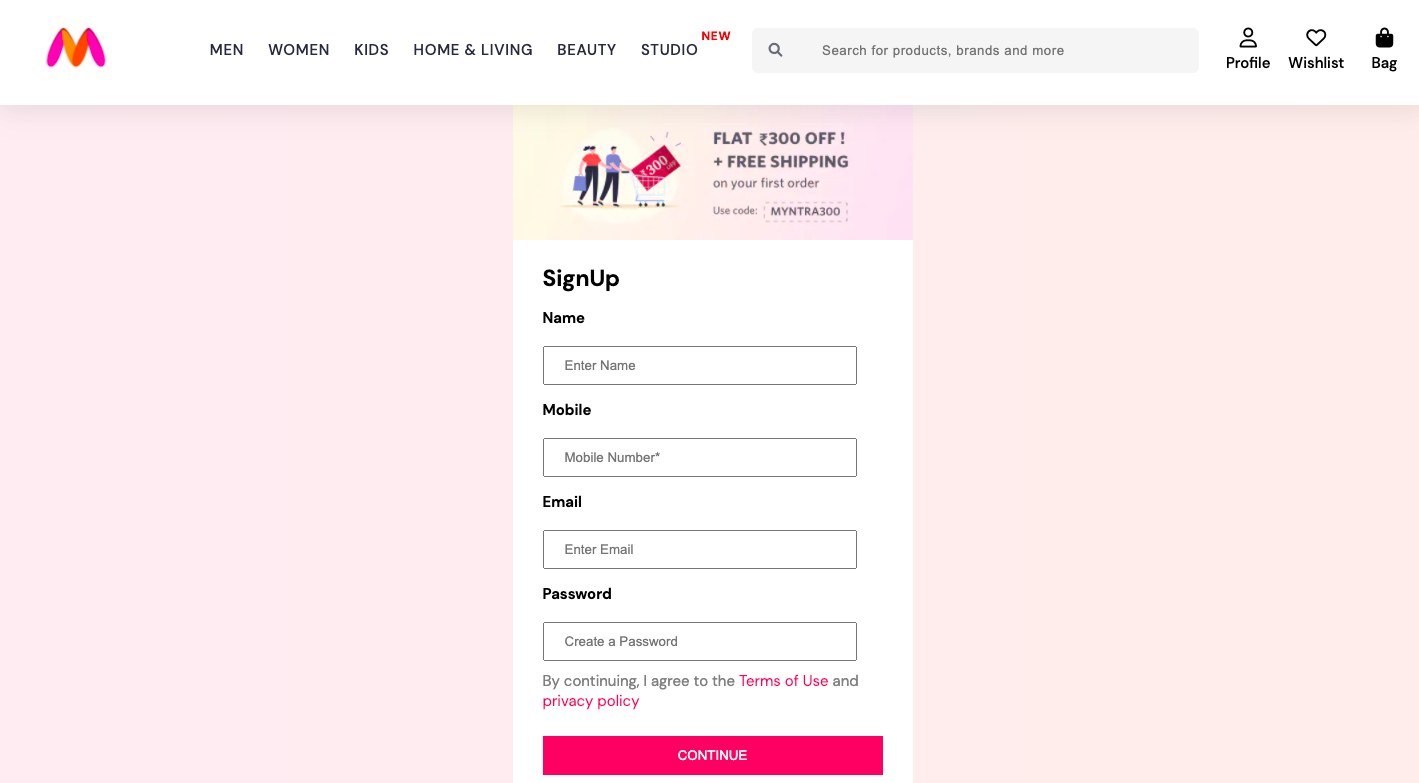 MEN WOMEN KIDS HOME & LIVING BEAUTY STUDIO NEW
Search for products, brands and more
Profile Wishlist Bag
₹300 OFF
FLAT ₹300 OFF !
+ FREE SHIPPING
on your first order
Use code: MYNTRA300
SignUp
Name
Enter Name
Mobile
Mobile Number*
Email
Enter Email
Password
Create a Password
By continuing, I agree to the Terms of Use and
privacy policy
CONTINUE